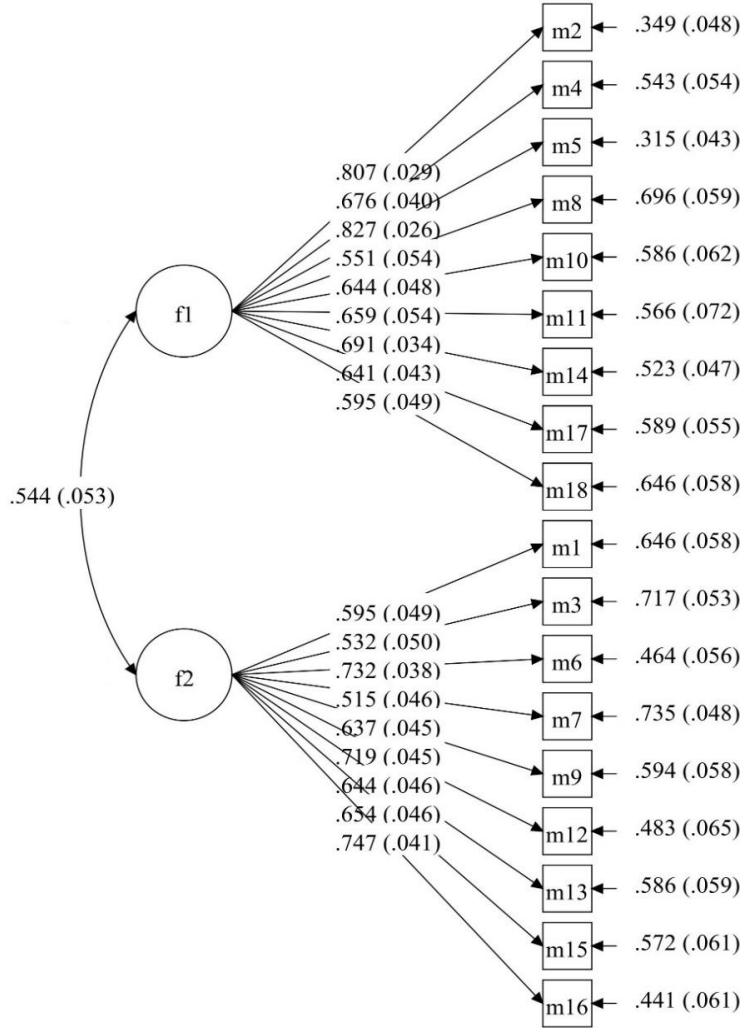 m2 .349 (.048)
m4 .543 (.054)
m5 .315 (.043)
.807 (.029)
.676 (.040)
m8 .696 (.059)
.827 (.026)
.551 (.054)
m10 .586 (.062)
.644 (.048)
f1
.659 (.054)
m11 .566 (.072)
.691 (.034)
m14 .523 (.047)
.641 (.043)
.595 (.049)
m17 .589 (.055)
m18 .646 (.058)
.544 (.053)
m1 .646 (.058)
.595 (.049)
m3 .717 (.053)
.532 (.050)
.732 (.038)
m6 .464 (.056)
f2
.515 (.046)
m7 .735 (.048)
.637 (.045)
.719 (.045)
m9 .594 (.058)
.644 (.046)
.654 (.046)
m12 .483 (.065)
.747 (.041)
m13 .586 (.059)
m15 .572 (.061)
m16 .441 (.061)